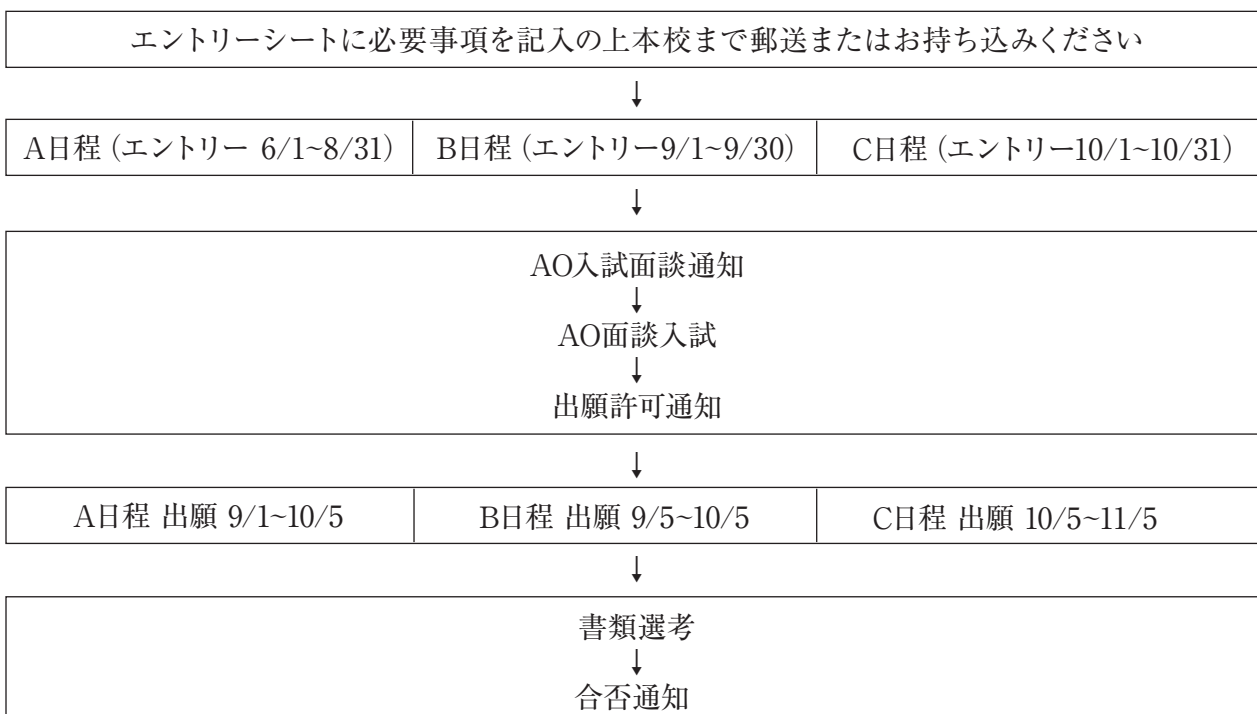 エントリーシートに必要事項を記入の上本校まで郵送またはお持ち込みください
↓
A日程 (エントリー 6/1~8/31) B日程 (エントリー9/1~9/30) C日程 (エントリー10/1~10/31)
↓
AO入試面談通知
↓
AO面談入試
↓
出願許可通知
↓
A日程 出願 9/1~10/5 B日程 出願 9/5~10/5 C日程 出願 10/5~11/5
↓
書類選考
↓
合否通知